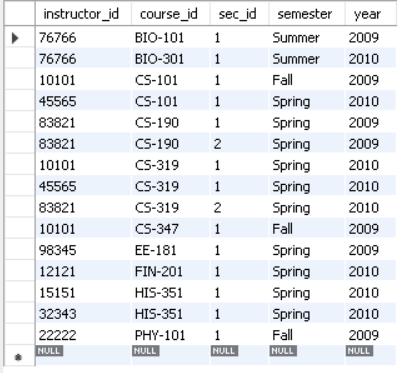 instructor_id course_id sec_id semester year
76766 BIO-101 1 Summer 2009
76766 BIO-301 1 Summer 2010
10101 CS-101 1 Fall 2009
45565 CS-101 1 Spring 2010
83821 CS-190 1 Spring 2009
83821 CS-190 2 Spring 2009
10101 CS-319 1 Spring 2010
45565 CS-319 1 Spring 2010
83821 CS-319 2 Spring 2010
10101 CS-347 1 Fall 2009
98345 EE-181 1 Spring 2009
12121 FIN-201 1 Spring 2010
15151 HIS-351 1 Spring 2010
32343 HIS-351 1 Spring 2010
22222 PHY-101 1 Fall 2009
NULL NULL NULL NULL NULL